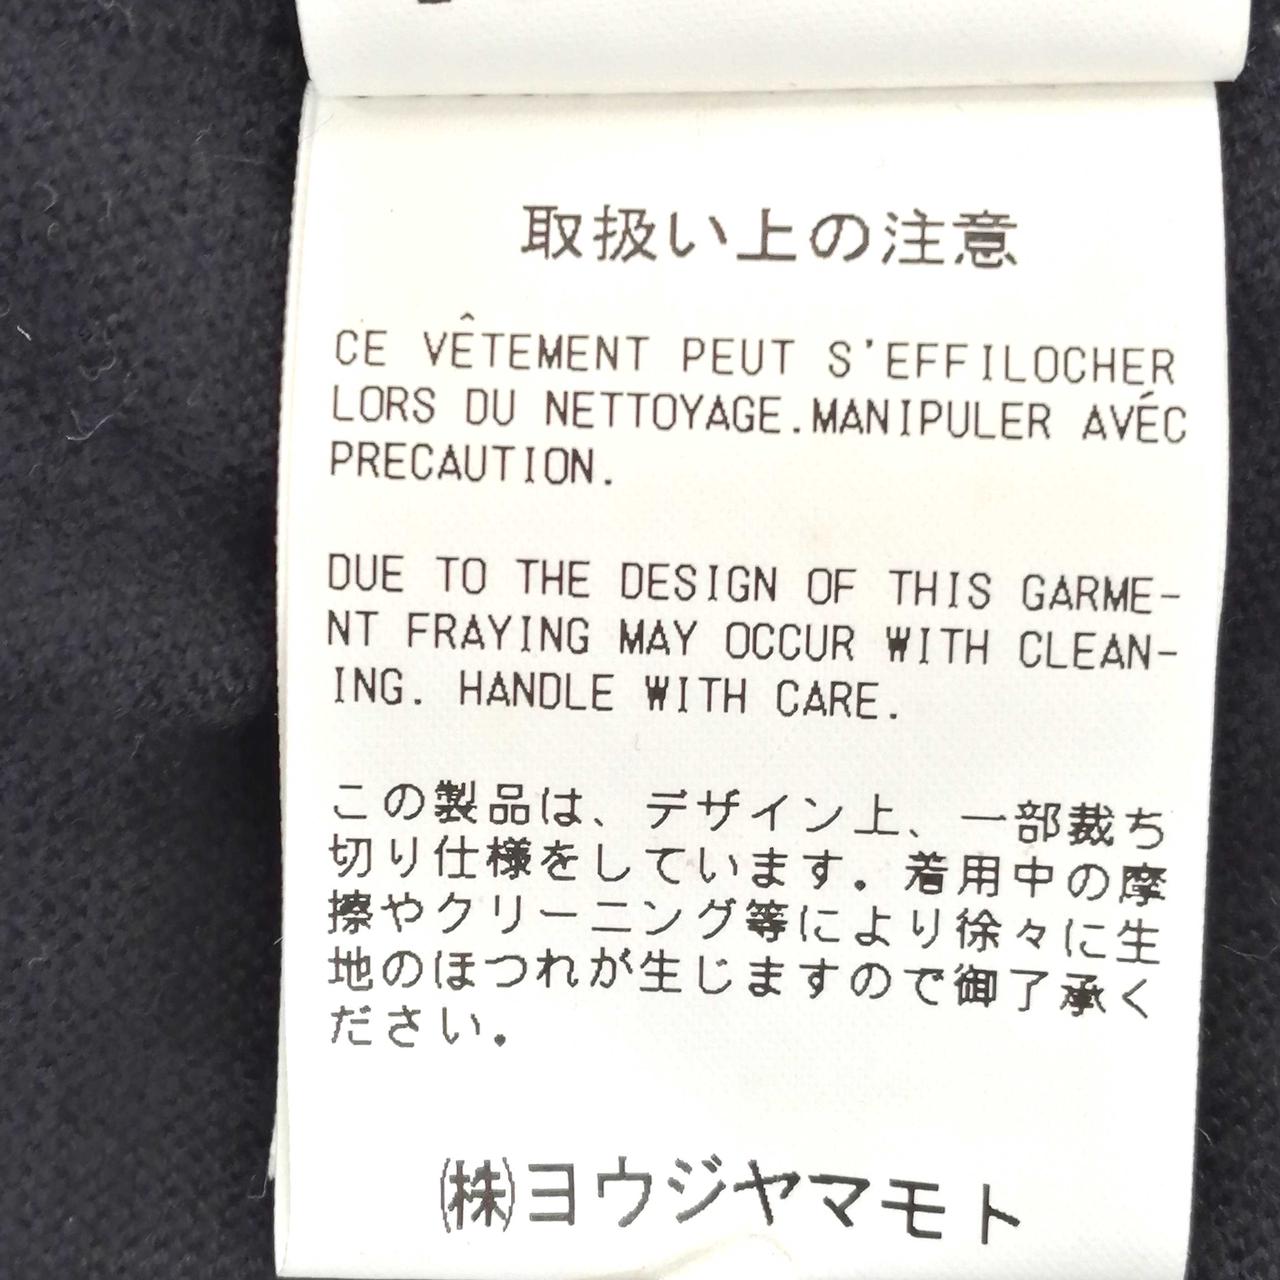 取扱い上の注意
CE VÊTEMENT PEUT S'EFFILOCHER
LORS DU NETTOYAGE.MANIPULER AVÉC
PRECAUTION.
DUE TO THE DESIGN OF THIS GARME-
NT FRAYING MAY OCCUR WITH CLEAN-
ING. HANDLE WITH CARE.
この製品は、デザイン上、一部裁ち
切り仕様をしています。着用中の摩
擦やクリーニング等により徐々に生
地のほつれが生じますので御了承く
ださい。
㈱ヨウジヤマモト